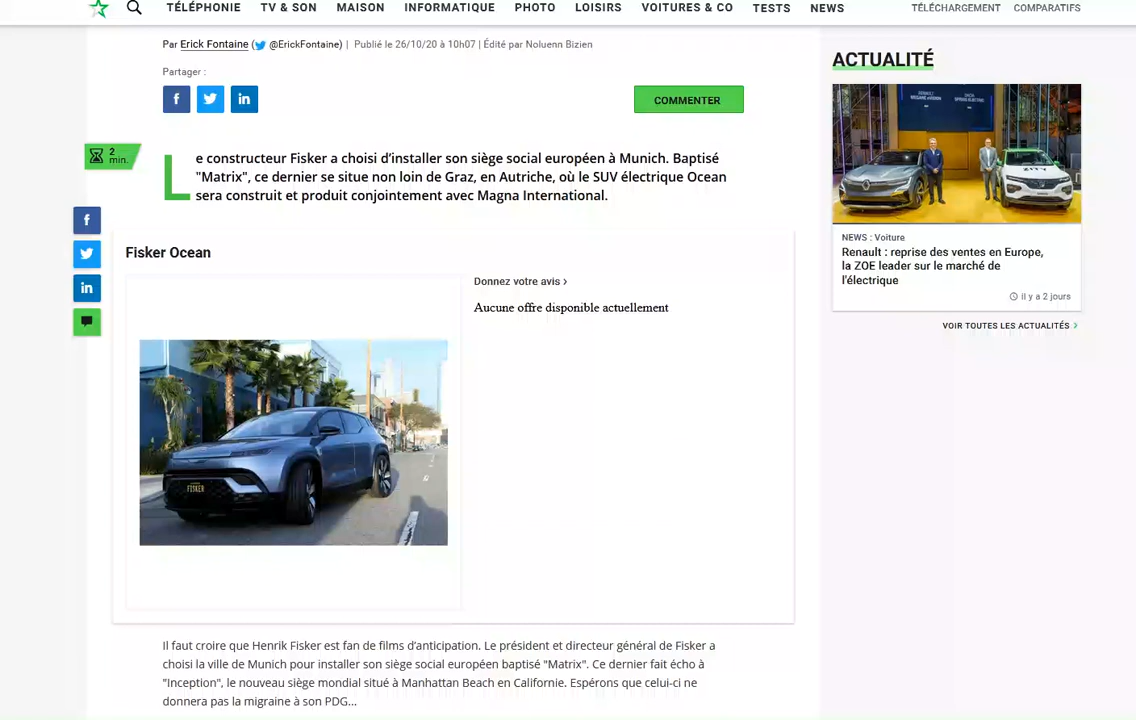 TÉLÉPHONIE TV & SON MAISON INFORMATIQUE PHOTO LOISIRS VOITURES & CO TESTS NEWS TÉLÉCHARGEMENT COMPARATIFS
Par Erick Fontaine (@ErickFontaine) | Publié le 26/10/20 à 10h07 | Édité par Noluenn Bizien
Partager :
f
in
COMMENTER
2
min.
Le constructeur Fisker a choisi d'installer son siège social européen à Munich. Baptisé
"Matrix", ce dernier se situe non loin de Graz, en Autriche, où le SUV électrique Ocean
sera construit et produit conjointement avec Magna International.
f
in
Fisker Ocean
Donnez votre avis ›
Aucune offre disponible actuellement
FISKER
Il faut croire que Henrik Fisker est fan de films d'anticipation. Le président et directeur général de Fisker a
choisi la ville de Munich pour installer son siège social européen baptisé "Matrix". Ce dernier fait écho à
"Inception", le nouveau siège mondial situé à Manhattan Beach en Californie. Espérons que celui-ci ne
donnera pas la migraine à son PDG...
ACTUALITÉ
ZITY
NEWS : Voiture
Renault : reprise des ventes en Europe,
la ZOE leader sur le marché de
l'électrique
il y a 2 jours
VOIR TOUTES LES ACTUALITÉS ›